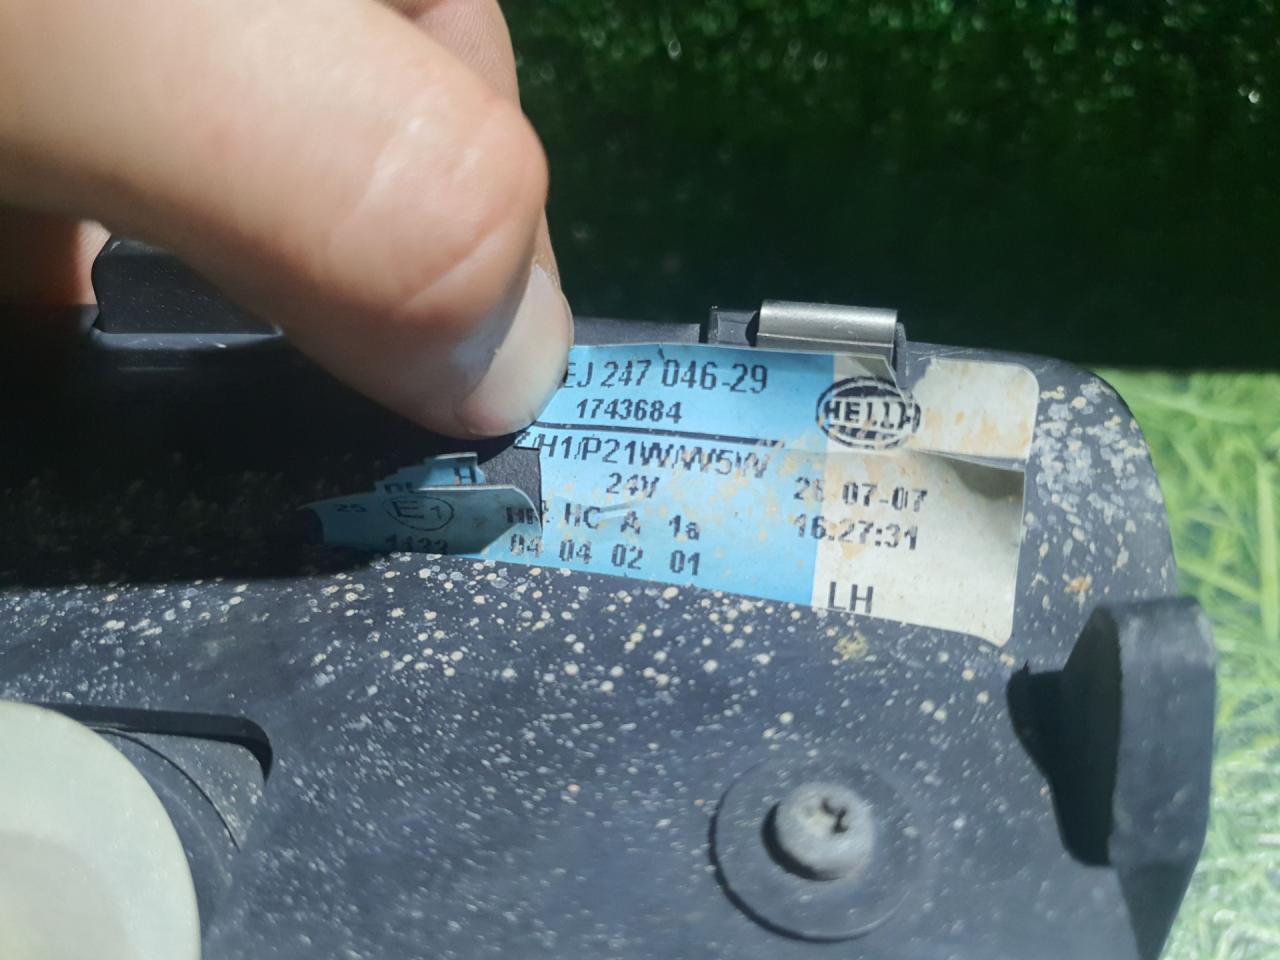 EJ 247 046-29
1743684
HELLA
/H1/P21W/W5W
24V
07-07
16:27:31
HC A 1a
04 04 02 01
LH
H
25 E1